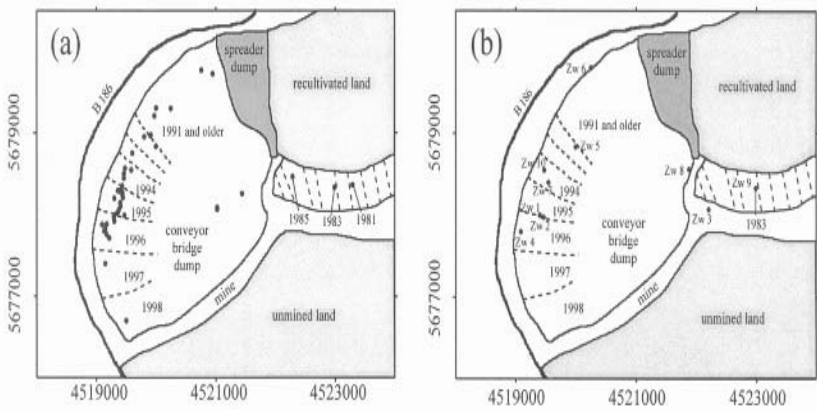 (a)
spreader
dump
recultivated land
B 186
1991 and older
1994
1995
1996
1997
1998
conveyor
bridge
dump
mine
unmined land
1985
1983
1981
5679000
5677000
4519000
4521000
4523000
(b)
Zw 6
spreader
dump
recultivated land
B 186
1991 and older
Zw 5
Zw 10
Zw 8
Zw 9
1994
Zw 1
1995
Zw 2
Zw 3
1996
Zw 4
1983
1997
1998
conveyor
bridge
dump
mine
unmined land
5679000
5677000
4519000
4521000
4523000